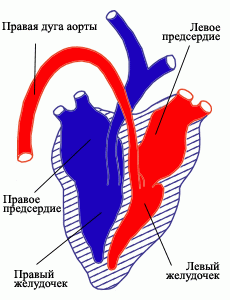 Правая дуга аорты
Левое
предсердие
Правое
предсердие
Правый
желудочек
Левый
желудочек